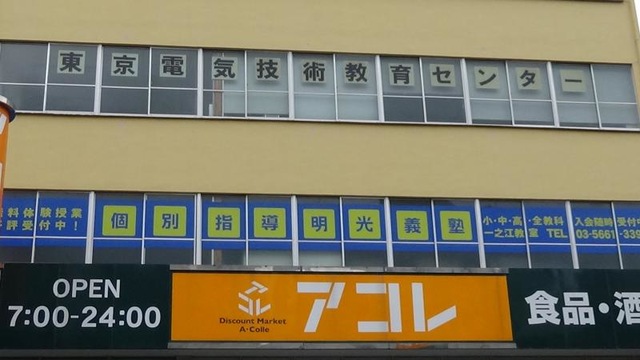 東京電気技術教育センター
料体験授業
評受付中！
個別指導明光義塾
小・中・高・全教科
一之江教室 TEL
入会随時受付中
03-5661-339
OPEN
7:00-24:00
Discount Market
A・Colle
アコレ
食品・酒